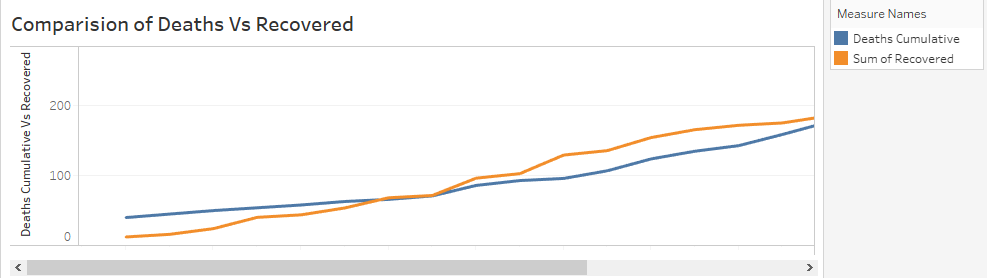 Comparision of Deaths Vs Recovered
Deaths Cumulative Vs Recovered
200
100
0
Measure Names
Deaths Cumulative
Sum of Recovered